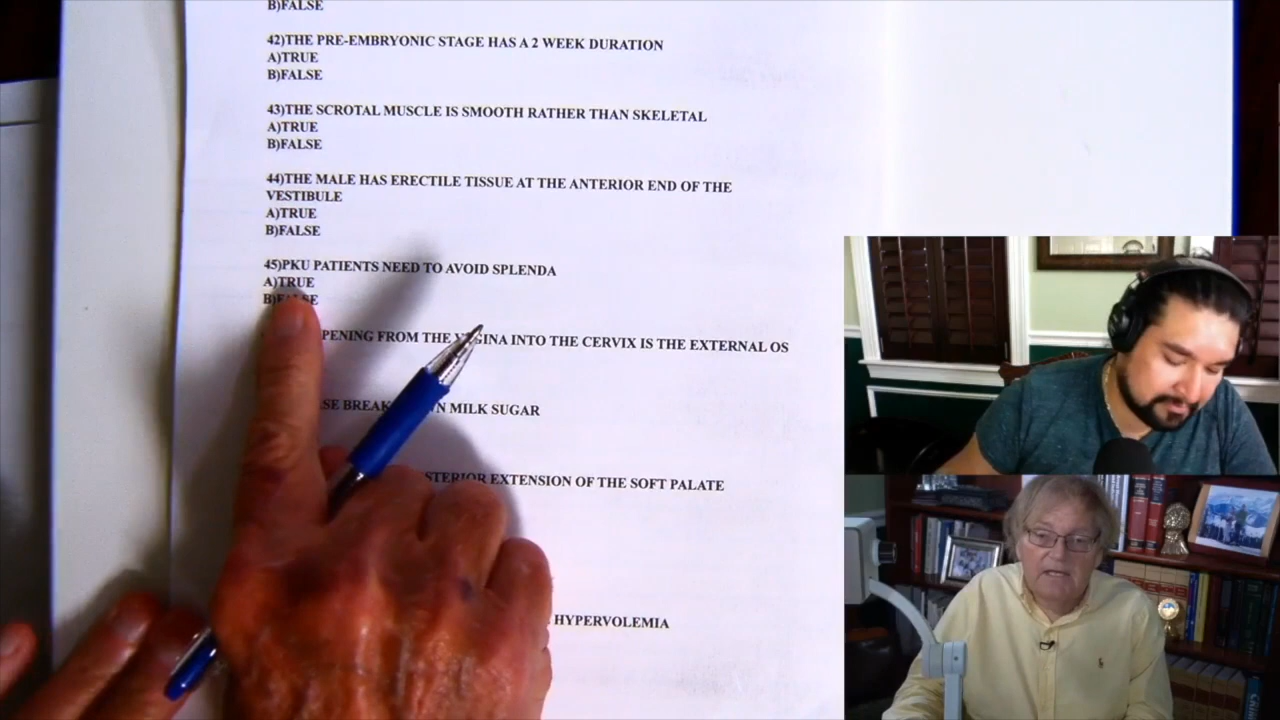 B)FALSE
42)THE PRE-EMBRYONIC STAGE HAS A 2 WEEK DURATION
A)TRUE
B)FALSE
43)THE SCROTAL MUSCLE IS SMOOTH RATHER THAN SKELETAL
A)TRUE
B)FALSE
44)THE MALE HAS ERECTILE TISSUE AT THE ANTERIOR END OF THE
VESTIBULE
A)TRUE
B)FALSE
45)PKU PATIENTS NEED TO AVOID SPLENDA
A)TRUE
B)FALSE
FROM THE VAGINA INTO THE CERVIX IS THE EXTERNAL OS
MILK SUGAR
EXTENSION OF THE SOFT PALATE
HYPERVOLEMIA